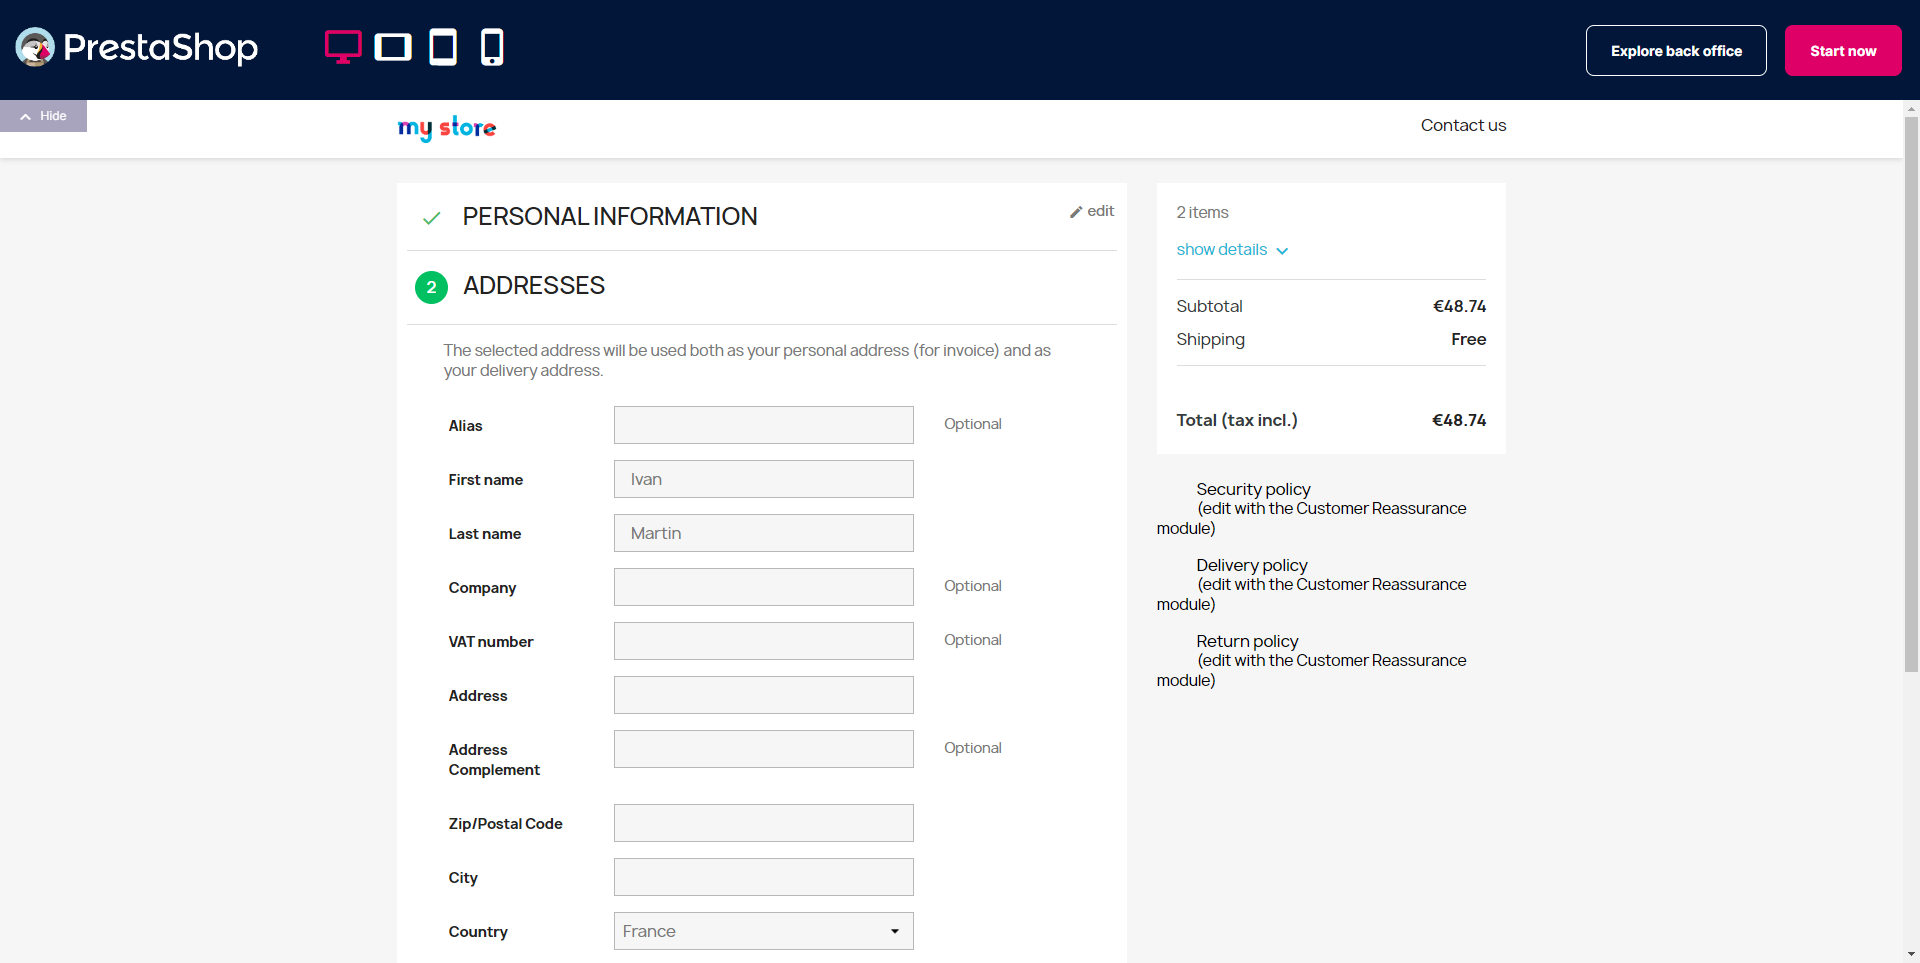 PrestaShop
Explore back office
Start now
Hide
my store
Contact us
PERSONAL INFORMATION
edit
2 ADDRESSES
The selected address will be used both as your personal address (for invoice) and as
your delivery address.
Alias
Optional
First name
Ivan
Last name
Martin
Company
Optional
VAT number
Optional
Address
Address
Complement
Optional
Zip/Postal Code
City
Country
France
2 items
show details
Subtotal
€48.74
Shipping
Free
Total (tax incl.)
€48.74
Security policy
(edit with the Customer Reassurance
module)
Delivery policy
(edit with the Customer Reassurance
module)
Return policy
(edit with the Customer Reassurance
module)